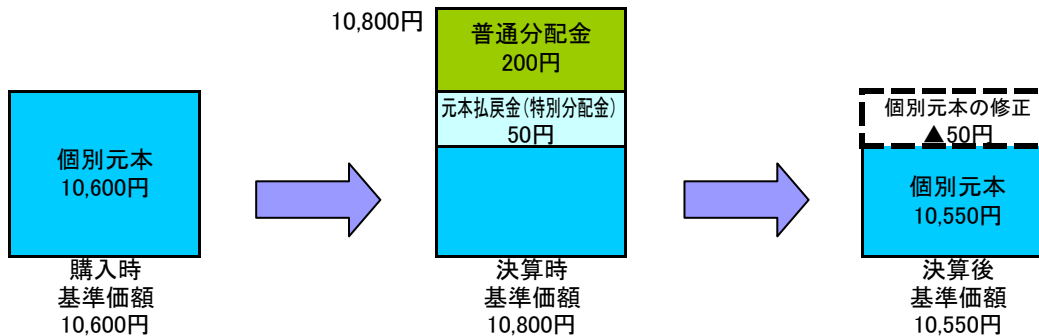 10,800円
普通分配金
200円
元本払戻金（特別分配金）
50円
個別元本
10,600円
個別元本の修正
▲50円
個別元本
10,550円
購入時
基準価額
10,600円
決算時
基準価額
10,800円
決算後
基準価額
10,550円